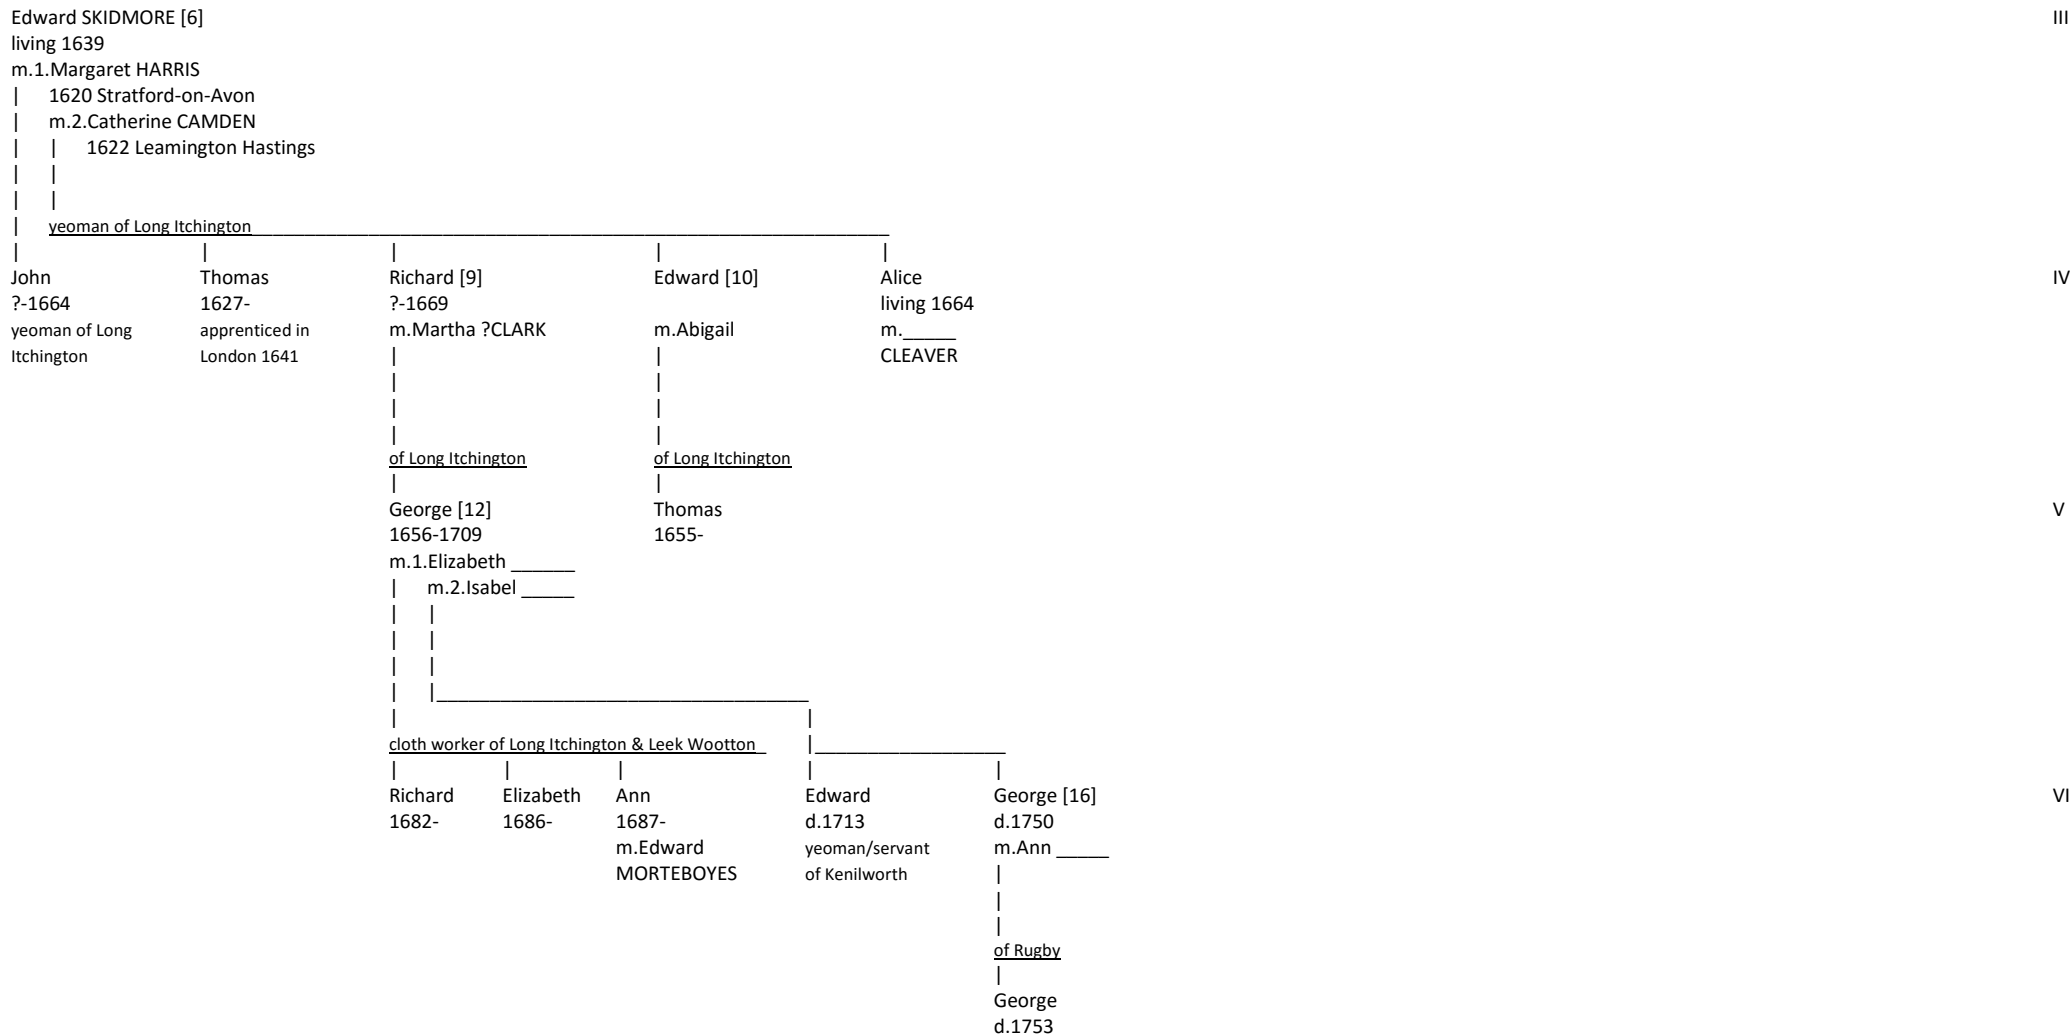 Edward SKIDMORE [6] III
living 1639
m.1.Margaret HARRIS
| 1620 Stratford-on-Avon
| m.2.Catherine CAMDEN
| | 1622 Leamington Hastings
| |
| |
| yeoman of Long Itchington
| | | | |
John Thomas Richard [9] Edward [10] Alice IV
?-1664 1627- ?-1669 living 1664
yeoman of Long apprenticed in m.Martha ?CLARK m.Abigail m._____
Itchington London 1641 | | CLEAVER
| |
| |
| |
of Long Itchington of Long Itchington
| |
George [12] Thomas V
1656-1709 1655-
m.1.Elizabeth ______
| m.2.Isabel _____
| |
| |
| |
| |
| |
cloth worker of Long Itchington & Leek Wootton |
| | | | |
Richard Elizabeth Ann Edward George [16] VI
1682- 1686- 1687- d.1713 d.1750
m.Edward yeoman/servant m.Ann _____
MORTEBOYES of Kenilworth |
|
|
of Rugby
|
George
d.1753